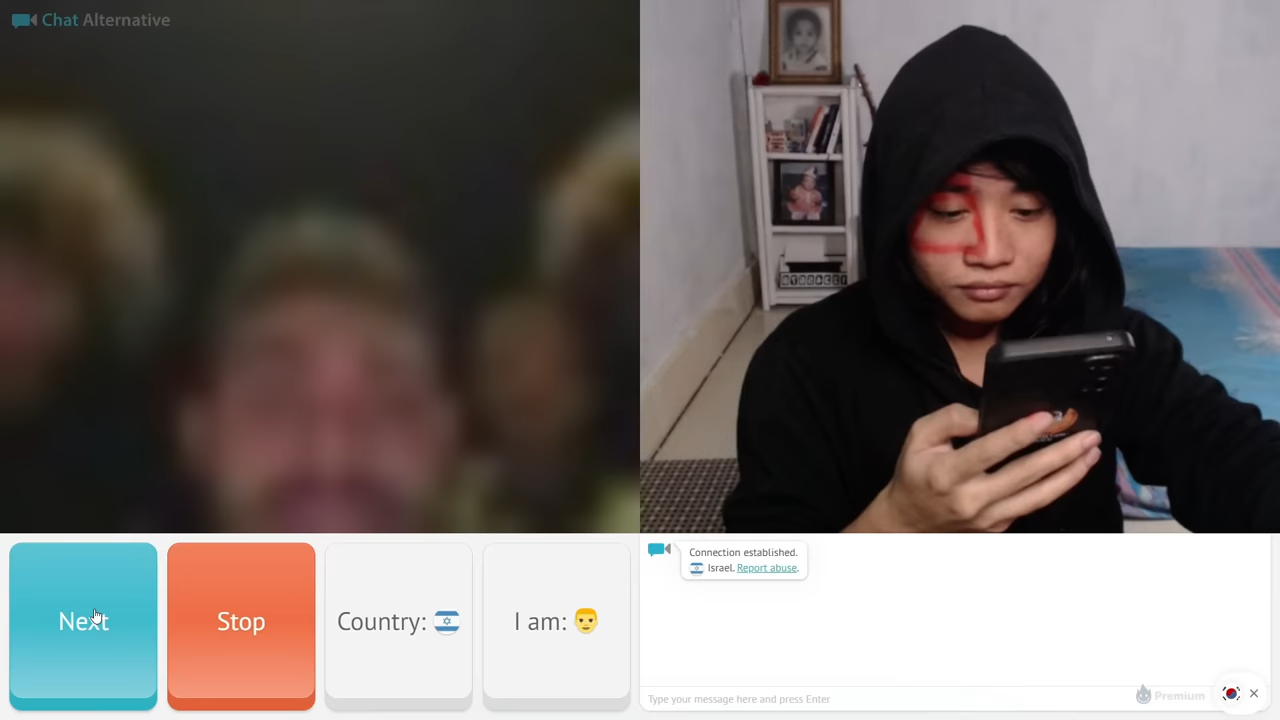 Chat Alternative
Next
Stop
Country:
I am:
Connection established.
Israel. Report abuse.
Type your message here and press Enter
Premium